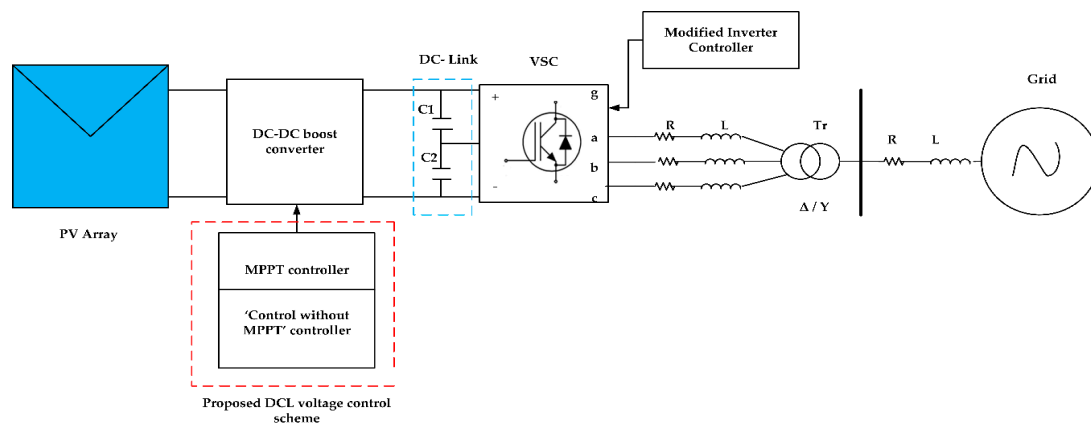 Modified Inverter
Controller
DC- Link
VSC
Grid
PV Array
DC-DC boost
converter
C1
C2
+
-
g
a
b
c
R
L
Tr
Δ / Y
R
L
MPPT controller
‘Control without
MPPT’ controller
Proposed DCL voltage control
scheme